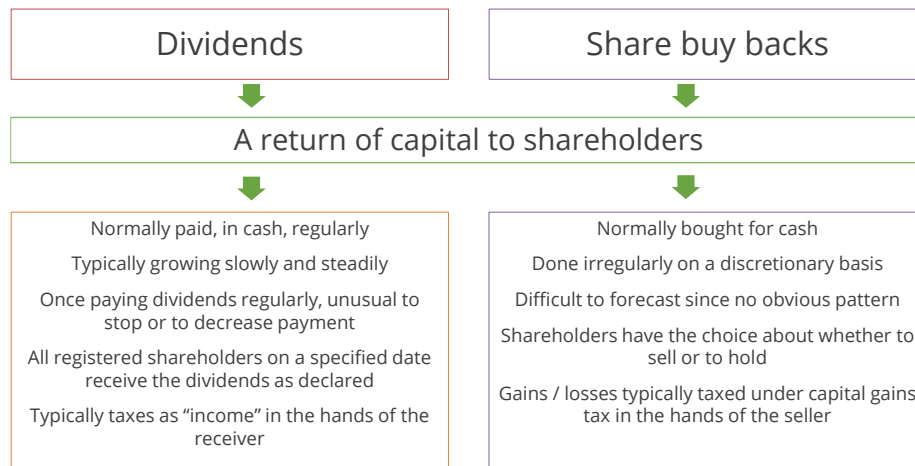 Dividends
Share buy backs
A return of capital to shareholders
Normally paid, in cash, regularly
Typically growing slowly and steadily
Once paying dividends regularly, unusual to
stop or to decrease payment
All registered shareholders on a specified date
receive the dividends as declared
Typically taxes as “income” in the hands of the
receiver
Normally bought for cash
Done irregularly on a discretionary basis
Difficult to forecast since no obvious pattern
Shareholders have the choice about whether to
sell or to hold
Gains / losses typically taxed under capital gains
tax in the hands of the seller